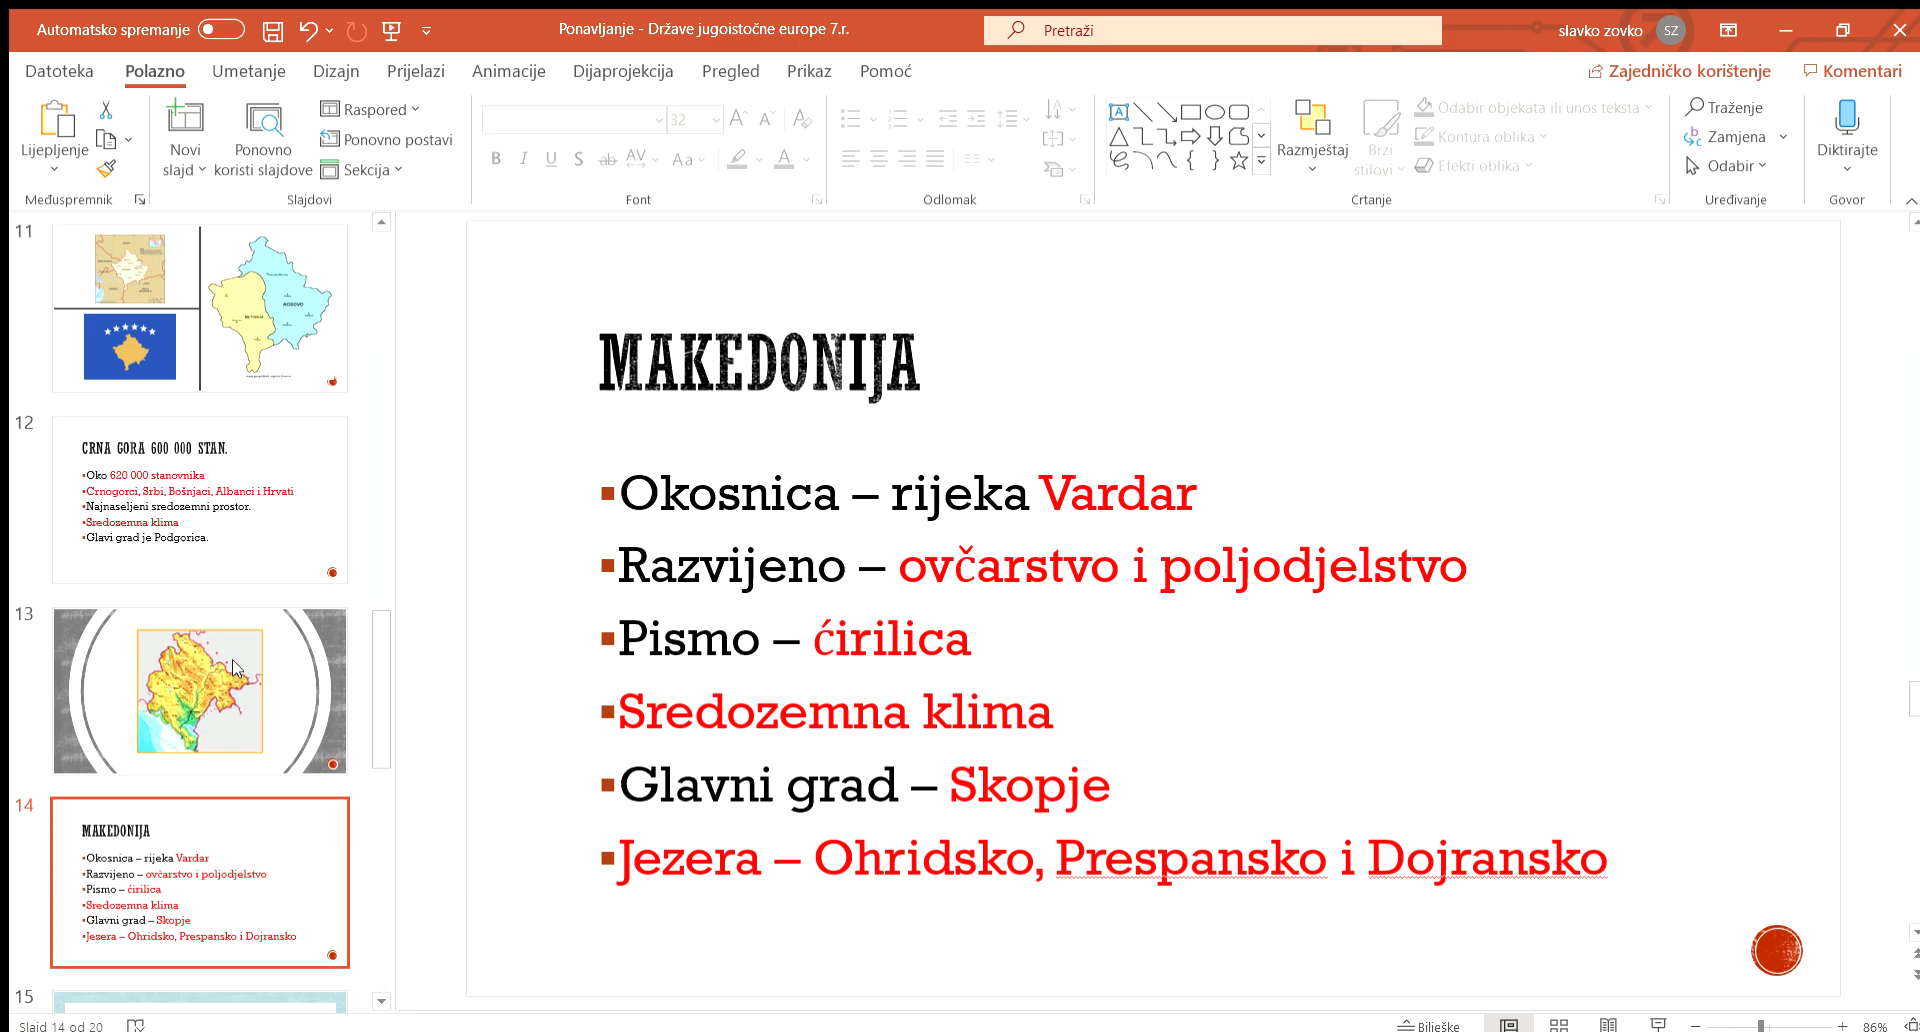 Automatsko spremanje
Ponavljanje - Države jugoistočne europe 7.r.
Pretraži
slavko zovko
SZ
Datoteka
Polazno
Umetanje
Dizajn
Prijelazi
Animacije
Dijaprojekcija
Pregled
Prikaz
Pomoć
Zajedničko korištenje
Komentari
Lijepljenje
Novi
slajd
Ponovno
koristi slajdove
Raspored
Ponovno postavi
Sekcija
32
Razmještaj
Brzi
stilovi
Odabir objekata ili unos teksta
Kontura oblika
Efekti oblika
Traženje
Zamjena
Odabir
Diktirajte
Međuspremnik
Slajdovi
Font
Odlomak
Crtanje
Uređivanje
Govor
11
KOSOVO
12
CRNA GORA 600 000 STAN.
▪Oko 620 000 stanovnika
▪Crnogorci, Srbi, Bošnjaci, Albanci i Hrvati
▪Najnaseljeni sredozemni prostor.
▪Sredozemna klima
▪Glavi grad je Podgorica.
13
14
MAKEDONIJA
▪Okosnica – rijeka Vardar
▪Razvijeno – ovčarstvo i poljodjelstvo
▪Pismo – ćirilica
▪Sredozemna klima
▪Glavni grad – Skopje
▪Jezera – Ohridsko, Prespansko i Dojransko
15
MAKEDONIJA
▪Okosnica – rijeka Vardar
▪Razvijeno – ovčarstvo i poljodjelstvo
▪Pismo – ćirilica
▪Sredozemna klima
▪Glavni grad – Skopje
▪Jezera – Ohridsko, Prespansko i Dojransko
Slajd 14 od 20
Bilješke
86%